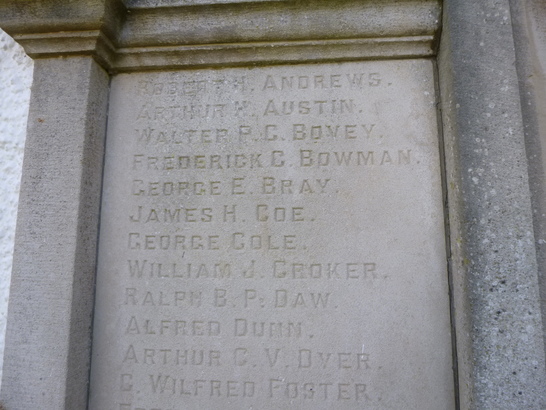 ROBERT H. ANDREWS.
ARTHUR H. AUSTIN.
WALTER P. C. BOVEY.
FREDERICK C. BOWMAN.
GEORGE E. BRAY.
JAMES H. COE.
GEORGE COLE.
WILLIAM J. CROKER.
RALPH B. P. DAW.
ALFRED DUNN.
ARTHUR C. V. DYER.
C. WILFRED FOSTER.